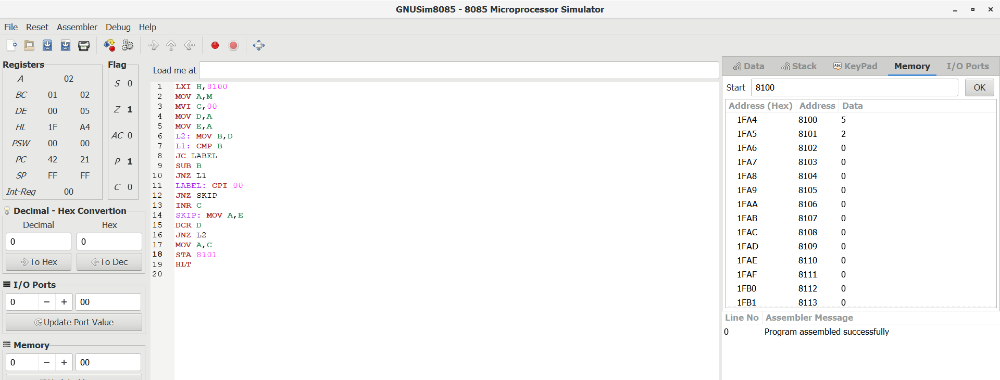 GNUSim8085 - 8085 Microprocessor Simulator
File Reset Assembler Debug Help
Registers
A 02
BC 01 02
DE 00 05
HL 1F A4
PSW 00 00
PC 42 21
SP FF FF
Int-Reg 00
Flag
S 0
Z 1
AC 0
P 1
C 0
Decimal - Hex Convertion
Decimal Hex
0 0
To Hex To Dec
I/O Ports
0 − + 00
Update Port Value
Memory
0 − + 00
Load me at
1 LXI H,8100
2 MOV A,M
3 MVI C,00
4 MOV D,A
5 MOV E,A
6 L2: MOV B,D
7 L1: CMP B
8 JC LABEL
9 SUB B
10 JNZ L1
11 LABEL: CPI 00
12 JNZ SKIP
13 INR C
14 SKIP: MOV A,E
15 DCR D
16 JNZ L2
17 MOV A,C
18 STA 8101
19 HLT
20
Data Stack Abc KeyPad Memory I/O Ports
Start 8100 OK
Address (Hex) Address Data
1FA4 8100 5
1FA5 8101 2
1FA6 8102 0
1FA7 8103 0
1FA8 8104 0
1FA9 8105 0
1FAA 8106 0
1FAB 8107 0
1FAC 8108 0
1FAD 8109 0
1FAE 8110 0
1FAF 8111 0
1FB0 8112 0
1FB1 8113 0
Line No Assembler Message
0 Program assembled successfully